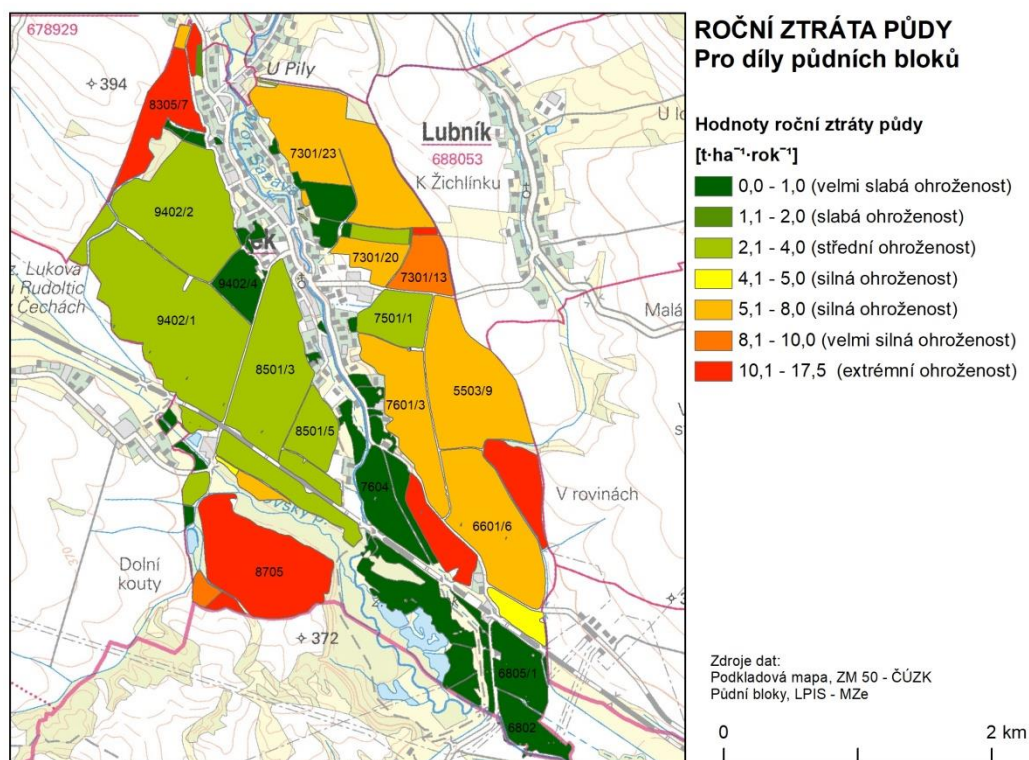 678929
394
U Pily
8305/7
Lubník
688053
K Žichlínku
7301/23
9402/2
7301/20
7301/13
9402/4
z. Luková
Rudoltic
Čechách
Malá
9402/1
7501/1
8501/3
7601/3
5503/9
8501/5
7604
V rovinách
6601/6
370
Dolní
kouty
8705
372
6805/1
6802
ROČNÍ ZTRÁTA PŮDY
Pro díly půdních bloků
Hodnoty roční ztráty půdy
[t·ha⁻¹·rok⁻¹]
0,0 - 1,0 (velmi slabá ohroženost)
1,1 - 2,0 (slabá ohroženost)
2,1 - 4,0 (střední ohroženost)
4,1 - 5,0 (silná ohroženost)
5,1 - 8,0 (silná ohroženost)
8,1 - 10,0 (velmi silná ohroženost)
10,1 - 17,5 (extrémní ohroženost)
Zdroje dat:
Podkladová mapa, ZM 50 - ČÚZK
Půdní bloky, LPIS - MZe
0 2 km